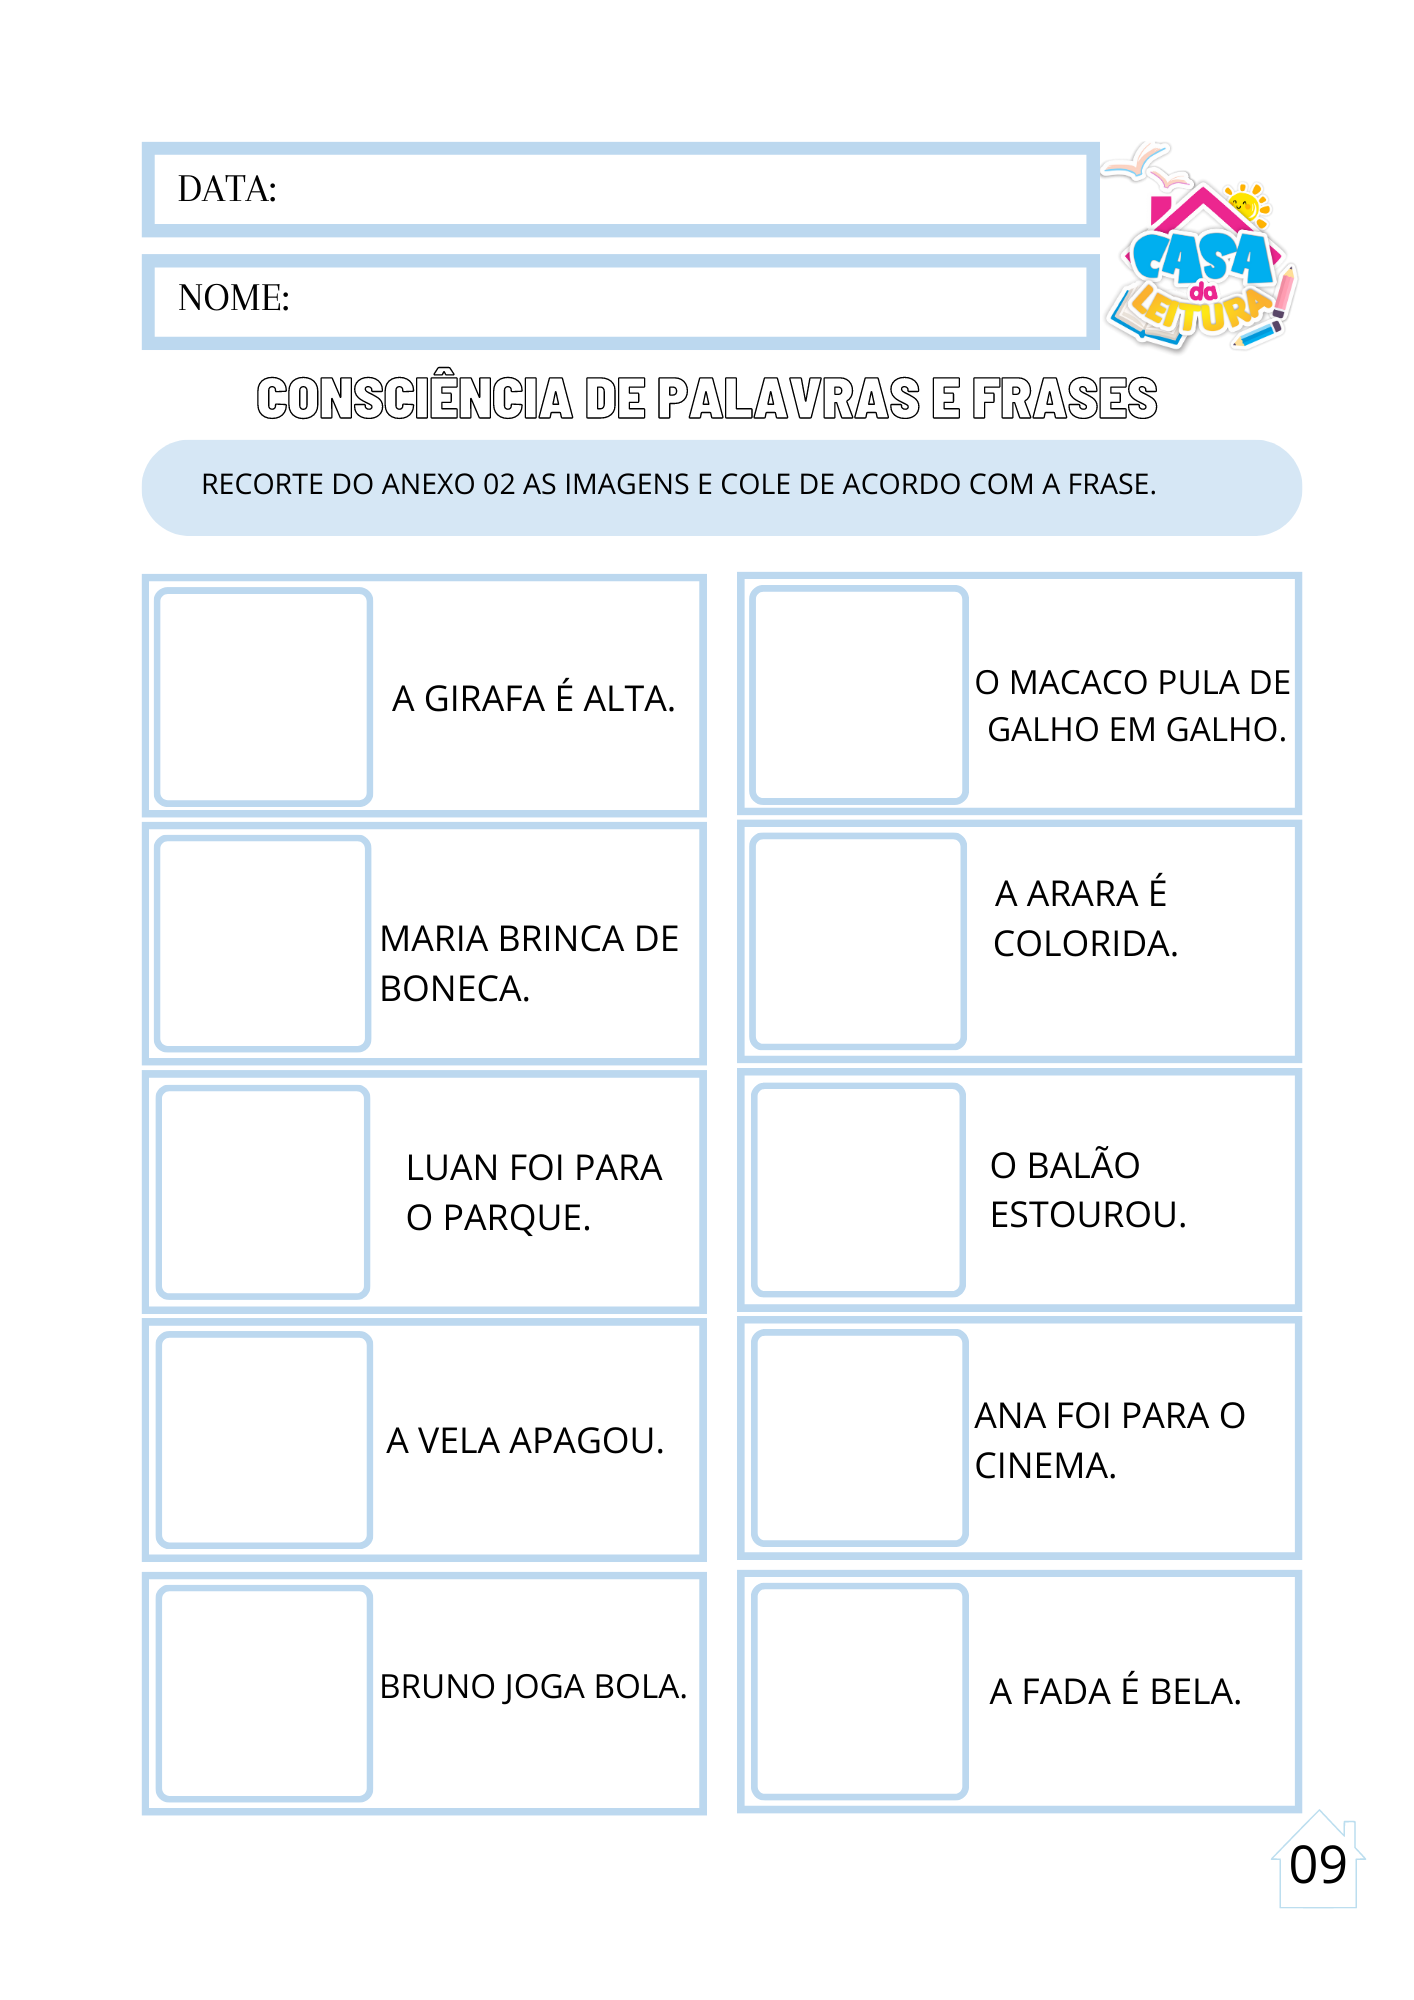 DATA:
NOME:
CASA
da
LEITURA
CONSCIÊNCIA DE PALAVRAS E FRASES
RECORTE DO ANEXO 02 AS IMAGENS E COLE DE ACORDO COM A FRASE.
A GIRAFA É ALTA.
O MACACO PULA DE
GALHO EM GALHO.
MARIA BRINCA DE
BONECA.
A ARARA É
COLORIDA.
LUAN FOI PARA
O PARQUE.
O BALÃO
ESTOUROU.
A VELA APAGOU.
ANA FOI PARA O
CINEMA.
BRUNO JOGA BOLA.
A FADA É BELA.
09